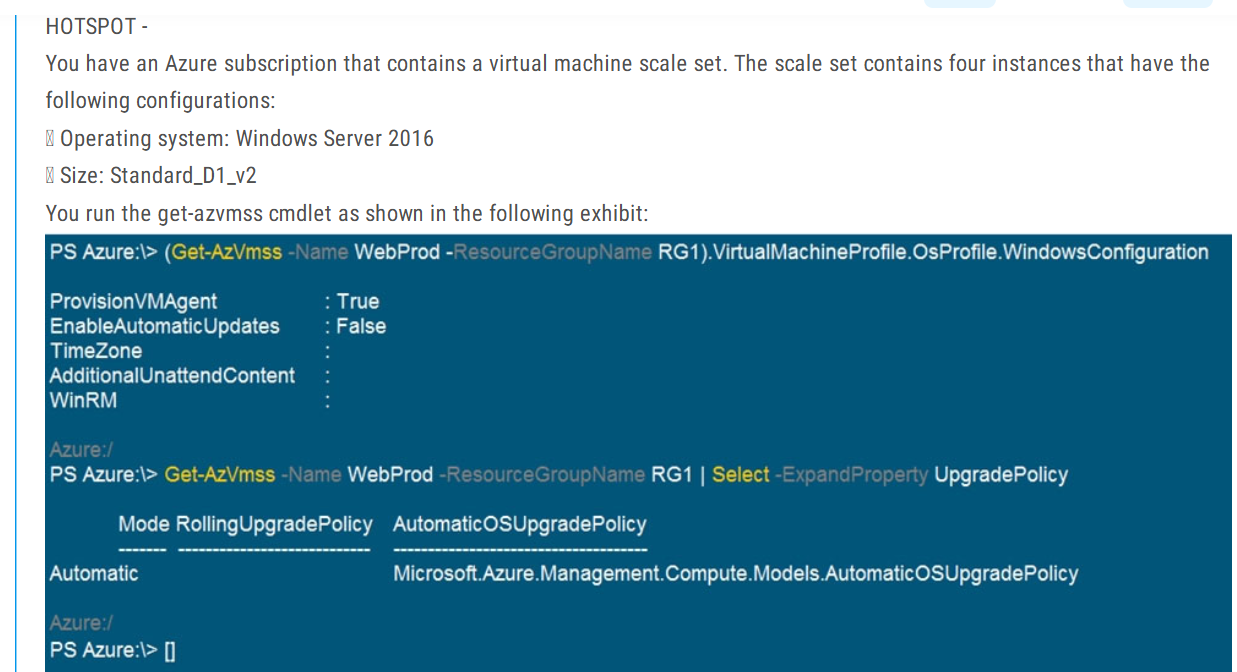 HOTSPOT -
You have an Azure subscription that contains a virtual machine scale set. The scale set contains four instances that have the
following configurations:
Operating system: Windows Server 2016
Size: Standard_D1_v2
You run the get-azvmss cmdlet as shown in the following exhibit:
PS Azure:\> (Get-AzVmss -Name WebProd -ResourceGroupName RG1).VirtualMachineProfile.OsProfile.WindowsConfiguration
ProvisionVMAgent : True
EnableAutomaticUpdates : False
TimeZone :
AdditionalUnattendContent :
WinRM :
Azure:/
PS Azure:\> Get-AzVmss -Name WebProd -ResourceGroupName RG1 | Select -ExpandProperty UpgradePolicy
Mode RollingUpgradePolicy AutomaticOSUpgradePolicy
------- ---------------------------- -------------------------------------
Automatic Microsoft.Azure.Management.Compute.Models.AutomaticOSUpgradePolicy
Azure:/
PS Azure:\> []